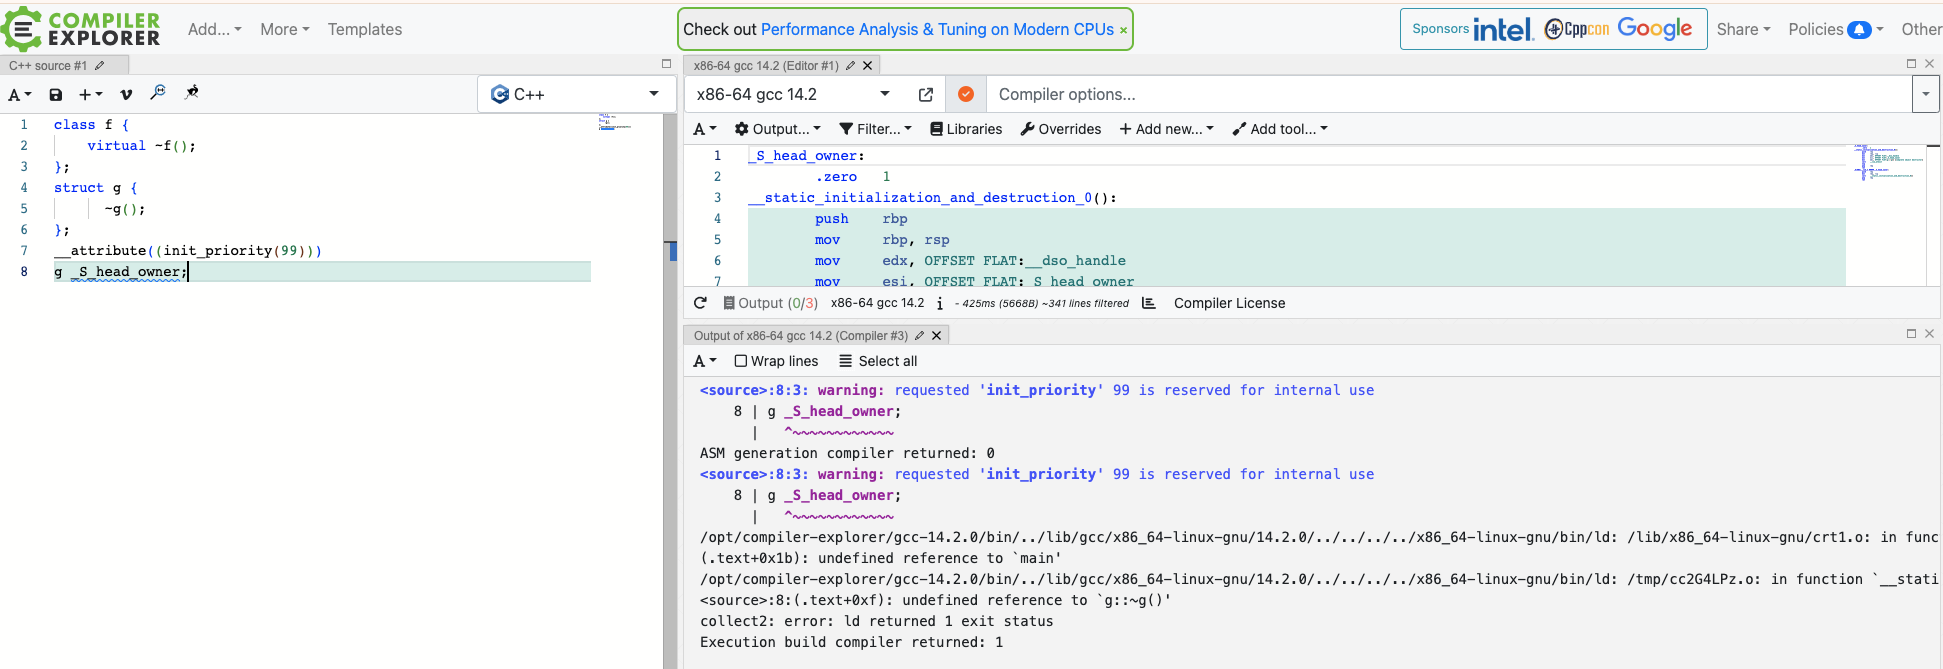 COMPILER EXPLORER
Add... More Templates
Check out Performance Analysis & Tuning on Modern CPUs ×
Sponsors intel. Cppcon Google Share Policies Other
C++ source #1
A + v
C++
1 class f {
2 virtual ~f();
3 };
4 struct g {
5 ~g();
6 };
7 __attribute((init_priority(99)))
8 g _S_head_owner;
x86-64 gcc 14.2 (Editor #1)
x86-64 gcc 14.2 Compiler options...
A Output... Filter... Libraries Overrides + Add new... Add tool...
1 _S_head_owner:
2 .zero 1
3 __static_initialization_and_destruction_0():
4 push rbp
5 mov rbp, rsp
6 mov edx, OFFSET FLAT:__dso_handle
7 mov esi, OFFSET FLAT:_S_head_owner
Output (0/3) x86-64 gcc 14.2 i - 425ms (5668B) ~341 lines filtered Compiler License
Output of x86-64 gcc 14.2 (Compiler #3)
A Wrap lines Select all
<source>:8:3: warning: requested 'init_priority' 99 is reserved for internal use
8 | g _S_head_owner;
| ^~~~~~~~~~~~~
ASM generation compiler returned: 0
<source>:8:3: warning: requested 'init_priority' 99 is reserved for internal use
8 | g _S_head_owner;
| ^~~~~~~~~~~~~
/opt/compiler-explorer/gcc-14.2.0/bin/../lib/gcc/x86_64-linux-gnu/14.2.0/../../../../x86_64-linux-gnu/bin/ld: /lib/x86_64-linux-gnu/crt1.o: in func
(.text+0x1b): undefined reference to `main'
/opt/compiler-explorer/gcc-14.2.0/bin/../lib/gcc/x86_64-linux-gnu/14.2.0/../../../../x86_64-linux-gnu/bin/ld: /tmp/cc2G4LPz.o: in function `__stati
<source>:8:(.text+0xf): undefined reference to `g::~g()'
collect2: error: ld returned 1 exit status
Execution build compiler returned: 1